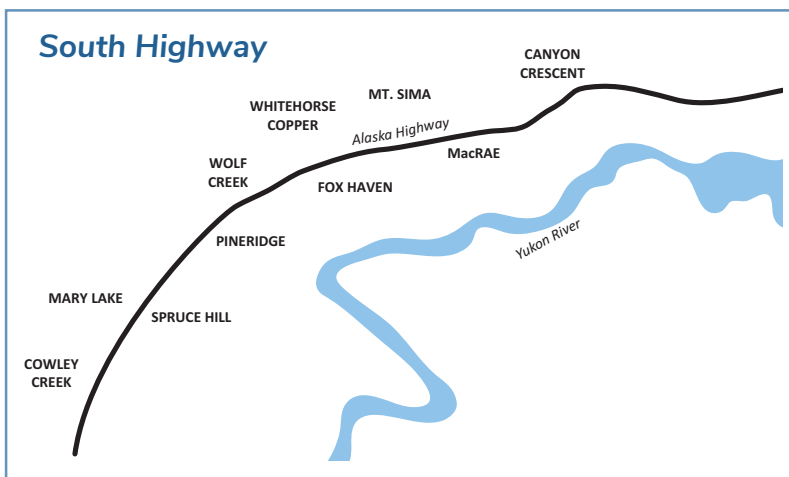 South Highway
CANYON
CRESCENT
MT. SIMA
WHITEHORSE
COPPER
Alaska Highway
MacRAE
WOLF
CREEK
FOX HAVEN
PINERIDGE
Yukon River
MARY LAKE
SPRUCE HILL
COWLEY
CREEK